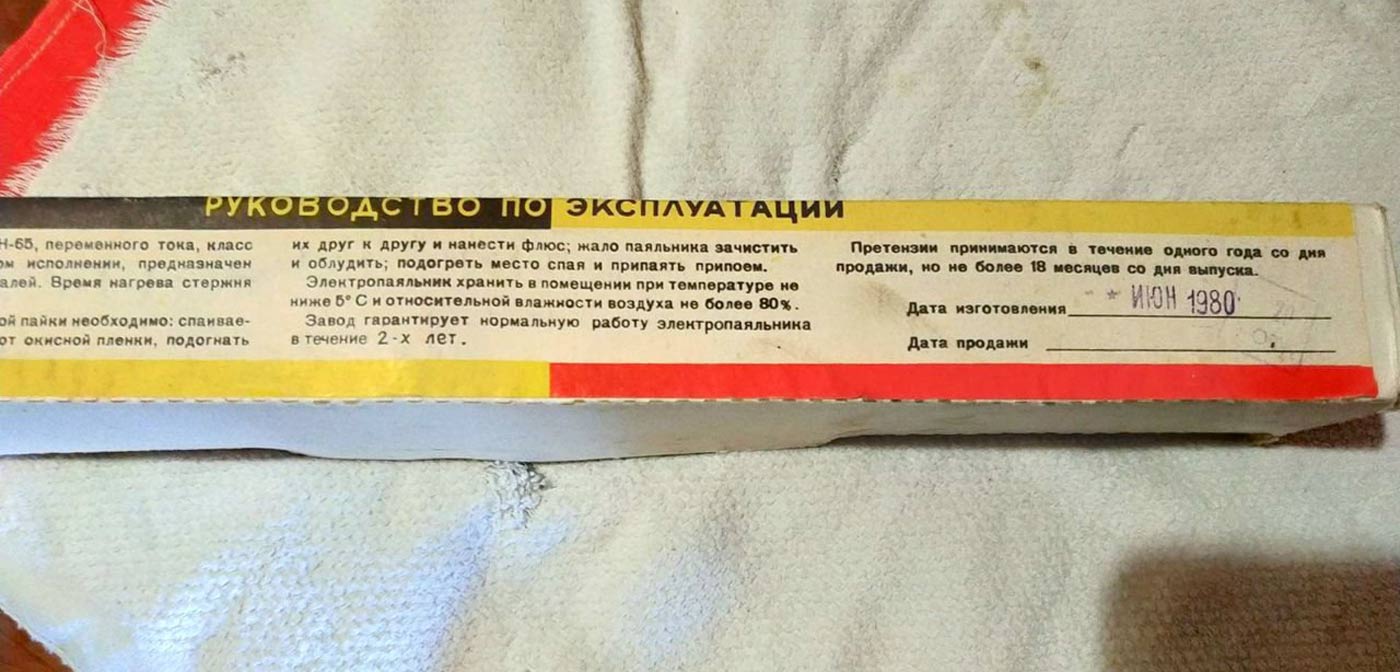 РУКОВОДСТВО ПО ЭКСПЛУАТАЦИИ
Н-65, переменного тока, класс
ом исполнении, предназначен
алей. Время нагрева стержня
ой пайки необходимо: спаивае-
от окисной пленки, подогнать
их друг к другу и нанести флюс; жало паяльника зачистить
и облудить; подогреть место спая и припаять припоем.
Электропаяльник хранить в помещении при температуре не
ниже 5° С и относительной влажности воздуха не более 80%.
Завод гарантирует нормальную работу электропаяльника
в течение 2-х лет.
Претензии принимаются в течение одного года со дня
продажи, но не более 18 месяцев со дня выпуска.
Дата изготовления * ИЮН 1980
Дата продажи